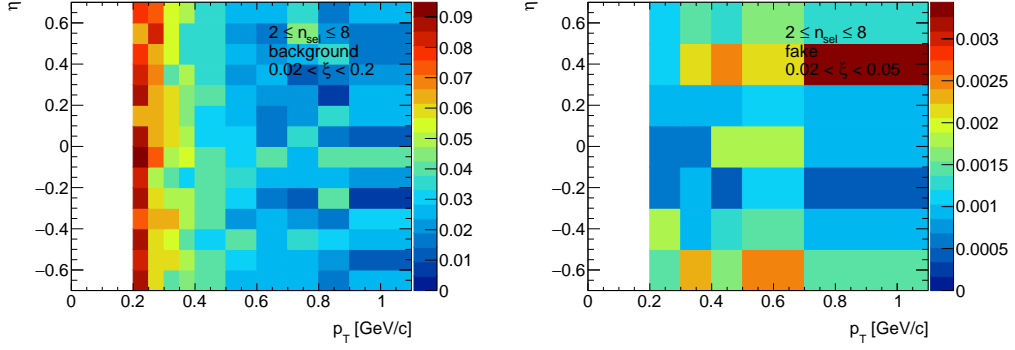 η
0.6
0.4
0.2
0
−0.2
−0.4
−0.6
0 0.2 0.4 0.6 0.8 1
p_T [GeV/c]
2 ≤ n_sel ≤ 8
background
0.02 < ξ < 0.2
0.09
0.08
0.07
0.06
0.05
0.04
0.03
0.02
0.01
0
η
0.6
0.4
0.2
0
−0.2
−0.4
−0.6
0 0.2 0.4 0.6 0.8 1
p_T [GeV/c]
2 ≤ n_sel ≤ 8
fake
0.02 < ξ < 0.05
0.003
0.0025
0.002
0.0015
0.001
0.0005
0